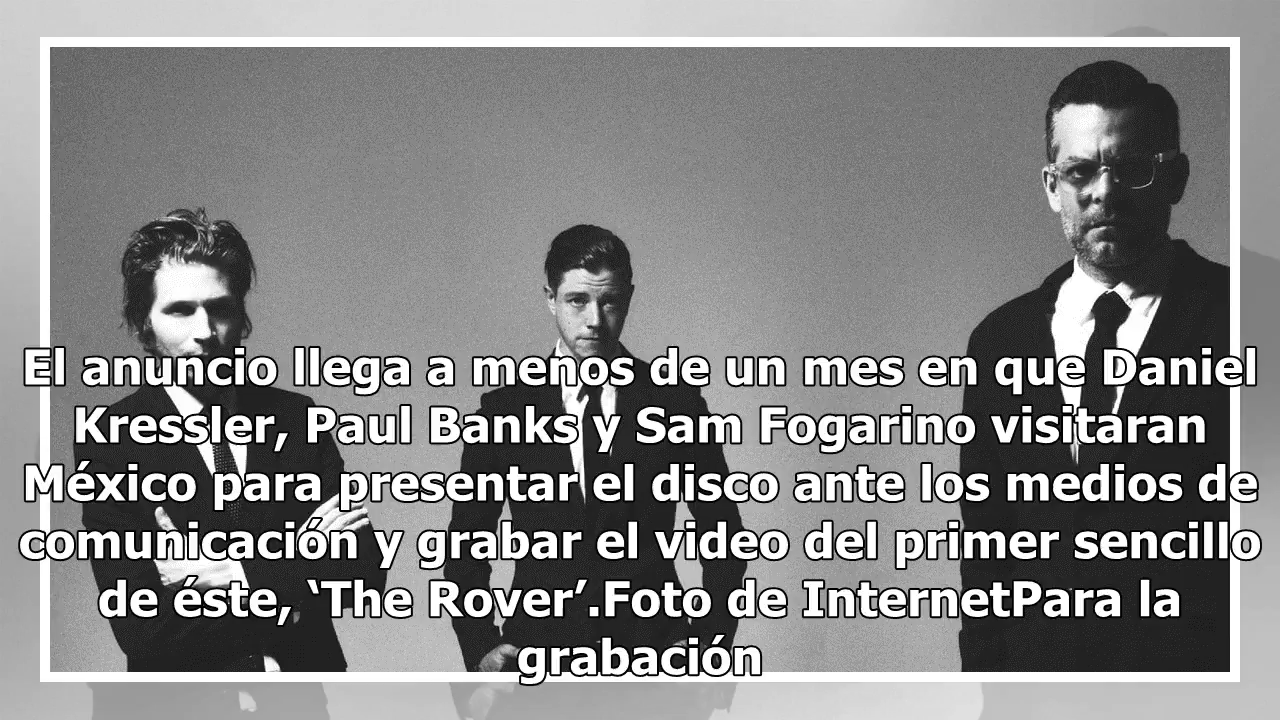 El anuncio llega a menos de un mes en que Daniel
Kressler, Paul Banks y Sam Fogarino visitaran
México para presentar el disco ante los medios de
comunicación y grabar el video del primer sencillo
de éste, ‘The Rover’.Foto de InternetPara la
grabación